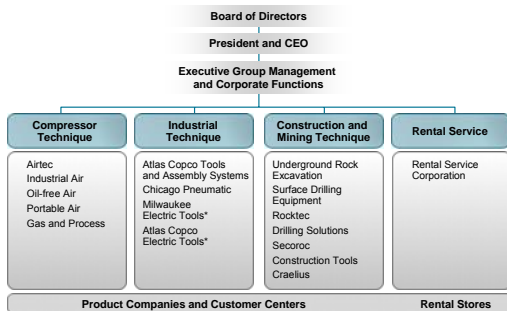 Board of Directors
President and CEO
Executive Group Management
and Corporate Functions
Compressor
Technique
Industrial
Technique
Construction and
Mining Technique
Rental Service
Airtec
Industrial Air
Oil-free Air
Portable Air
Gas and Process
Atlas Copco Tools
and Assembly Systems
Chicago Pneumatic
Milwaukee
Electric Tools*
Atlas Copco
Electric Tools*
Underground Rock
Excavation
Surface Drilling
Equipment
Rocktec
Drilling Solutions
Secoroc
Construction Tools
Craelius
Rental Service
Corporation
Product Companies and Customer Centers
Rental Stores